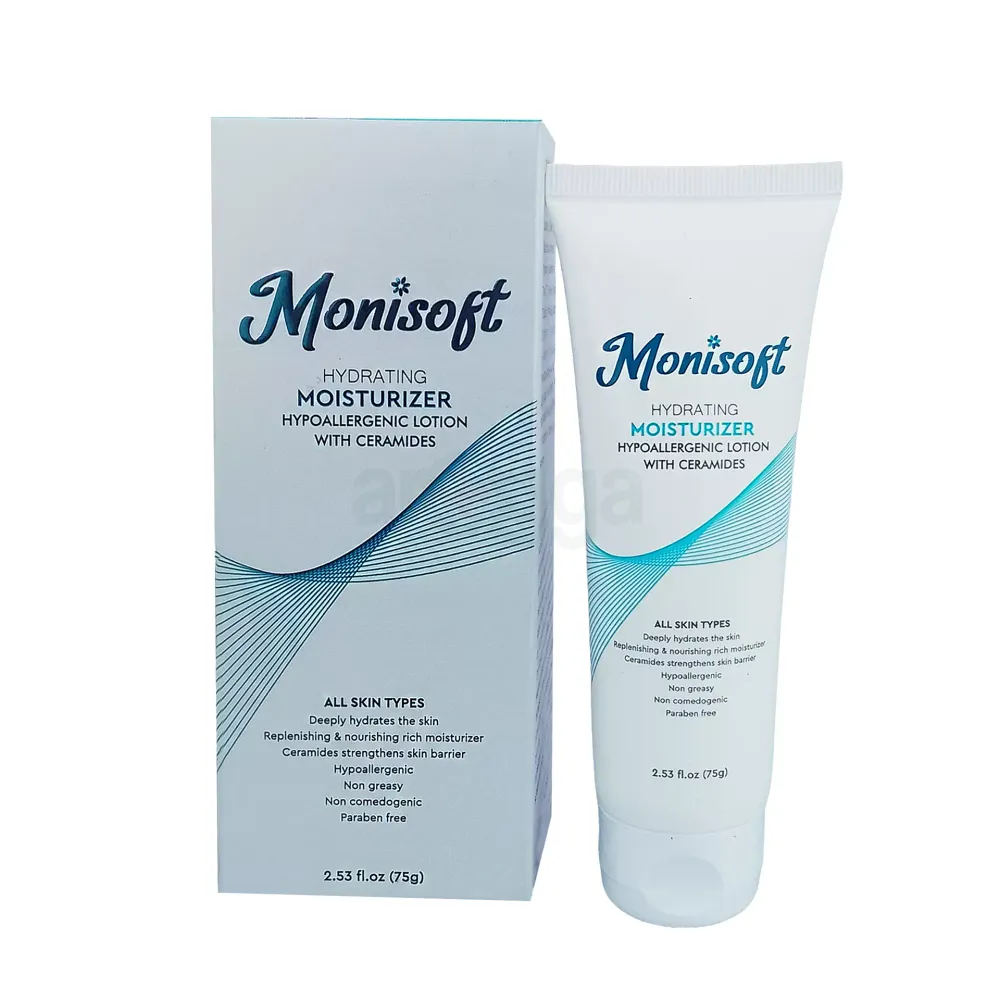 Monisoft
HYDRATING
MOISTURIZER
HYPOALLERGENIC LOTION
WITH CERAMIDES
ALL SKIN TYPES
Deeply hydrates the skin
Replenishing & nourishing rich moisturizer
Ceramides strengthens skin barrier
Hypoallergenic
Non greasy
Non comedogenic
Paraben free
2.53 fl.oz (75g)
Monisoft
HYDRATING
MOISTURIZER
HYPOALLERGENIC LOTION
WITH CERAMIDES
ALL SKIN TYPES
Deeply hydrates the skin
Replenishing & nourishing rich moisturizer
Ceramides strengthens skin barrier
Hypoallergenic
Non greasy
Non comedogenic
Paraben free
2.53 fl.oz (75g)